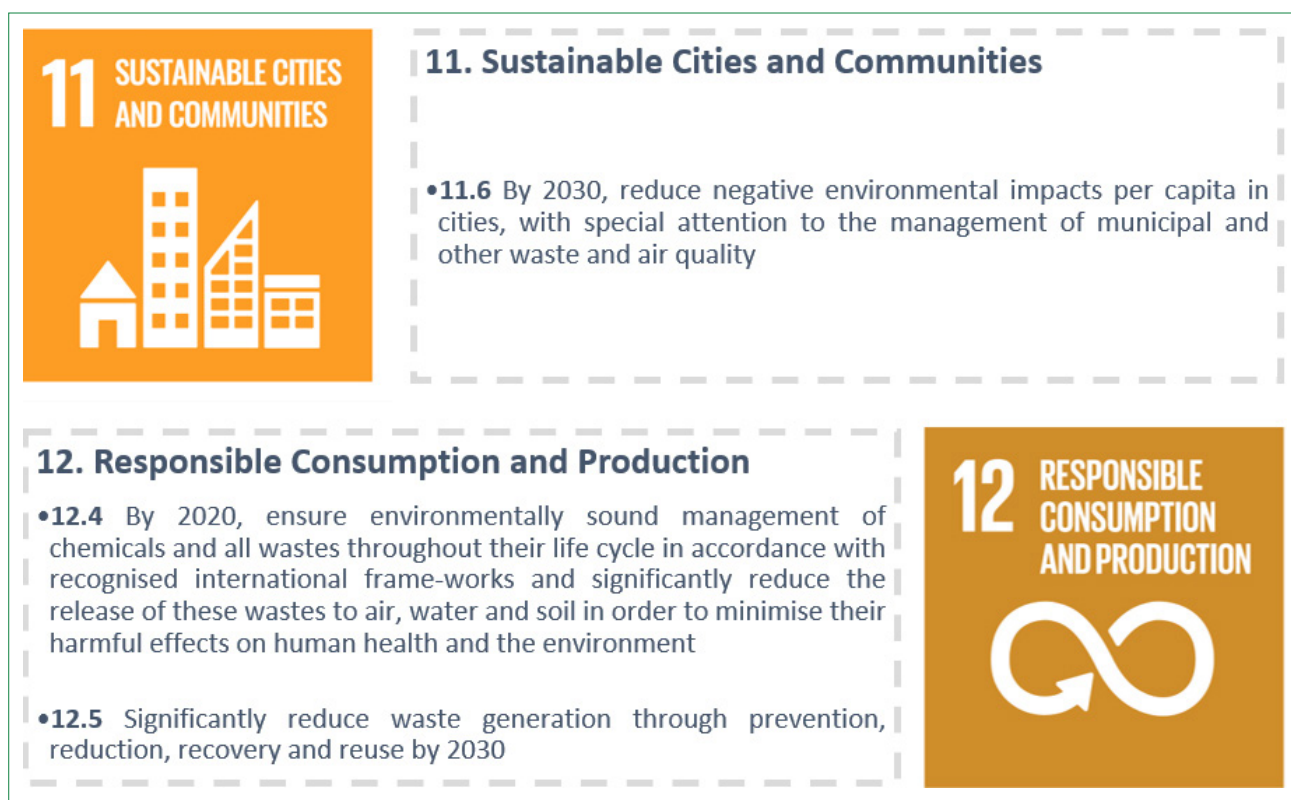 11 SUSTAINABLE CITIES
AND COMMUNITIES
11. Sustainable Cities and Communities
•11.6 By 2030, reduce negative environmental impacts per capita in
cities, with special attention to the management of municipal and
other waste and air quality
12. Responsible Consumption and Production
•12.4 By 2020, ensure environmentally sound management of
chemicals and all wastes throughout their life cycle in accordance with
recognised international frame-works and significantly reduce the
release of these wastes to air, water and soil in order to minimise their
harmful effects on human health and the environment
•12.5 Significantly reduce waste generation through prevention,
reduction, recovery and reuse by 2030
12 RESPONSIBLE
CONSUMPTION
AND PRODUCTION